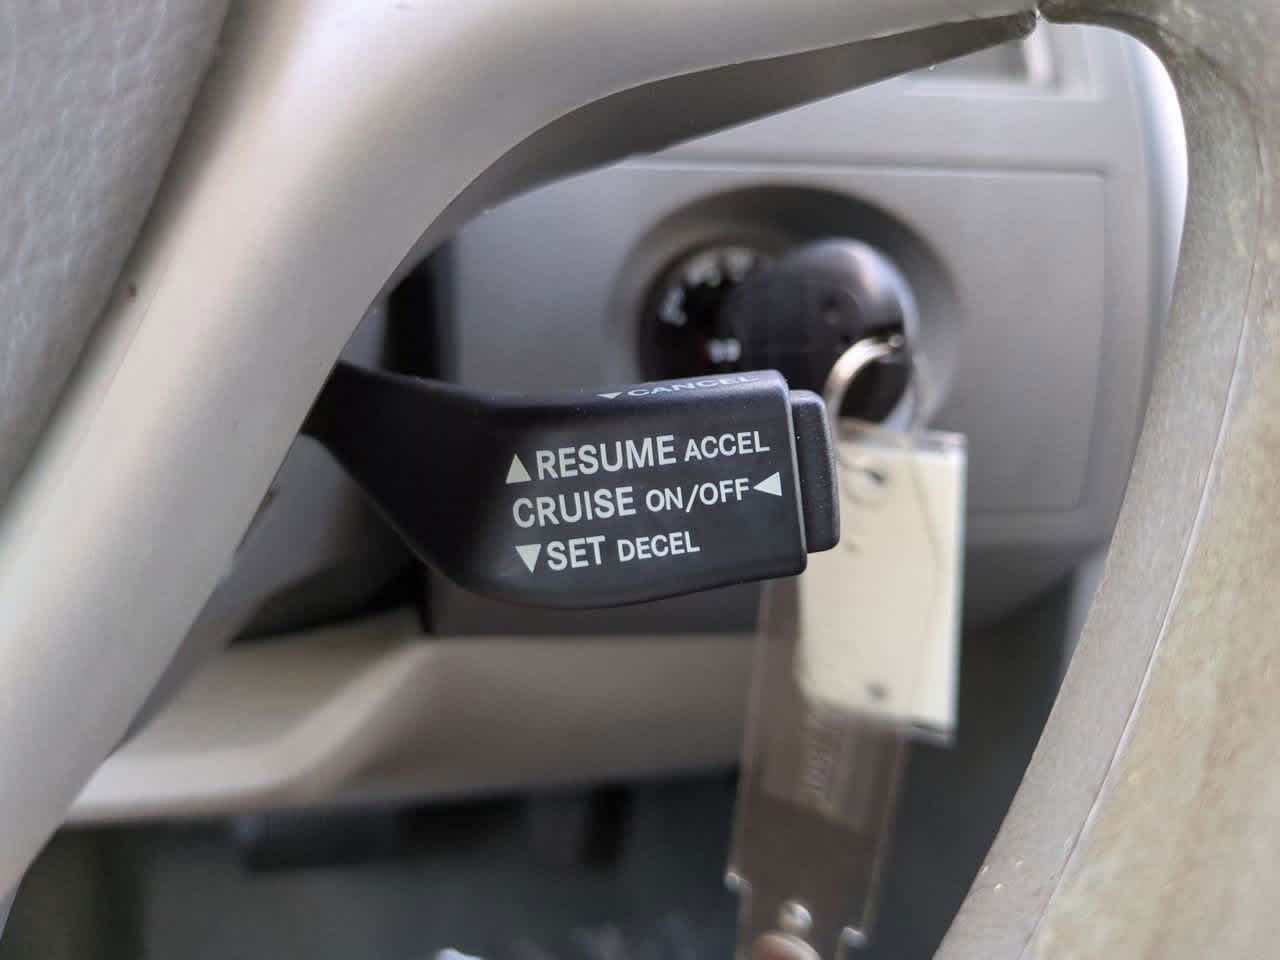 ▼CANCEL
▲RESUME ACCEL
CRUISE ON/OFF◀
▼SET DECEL